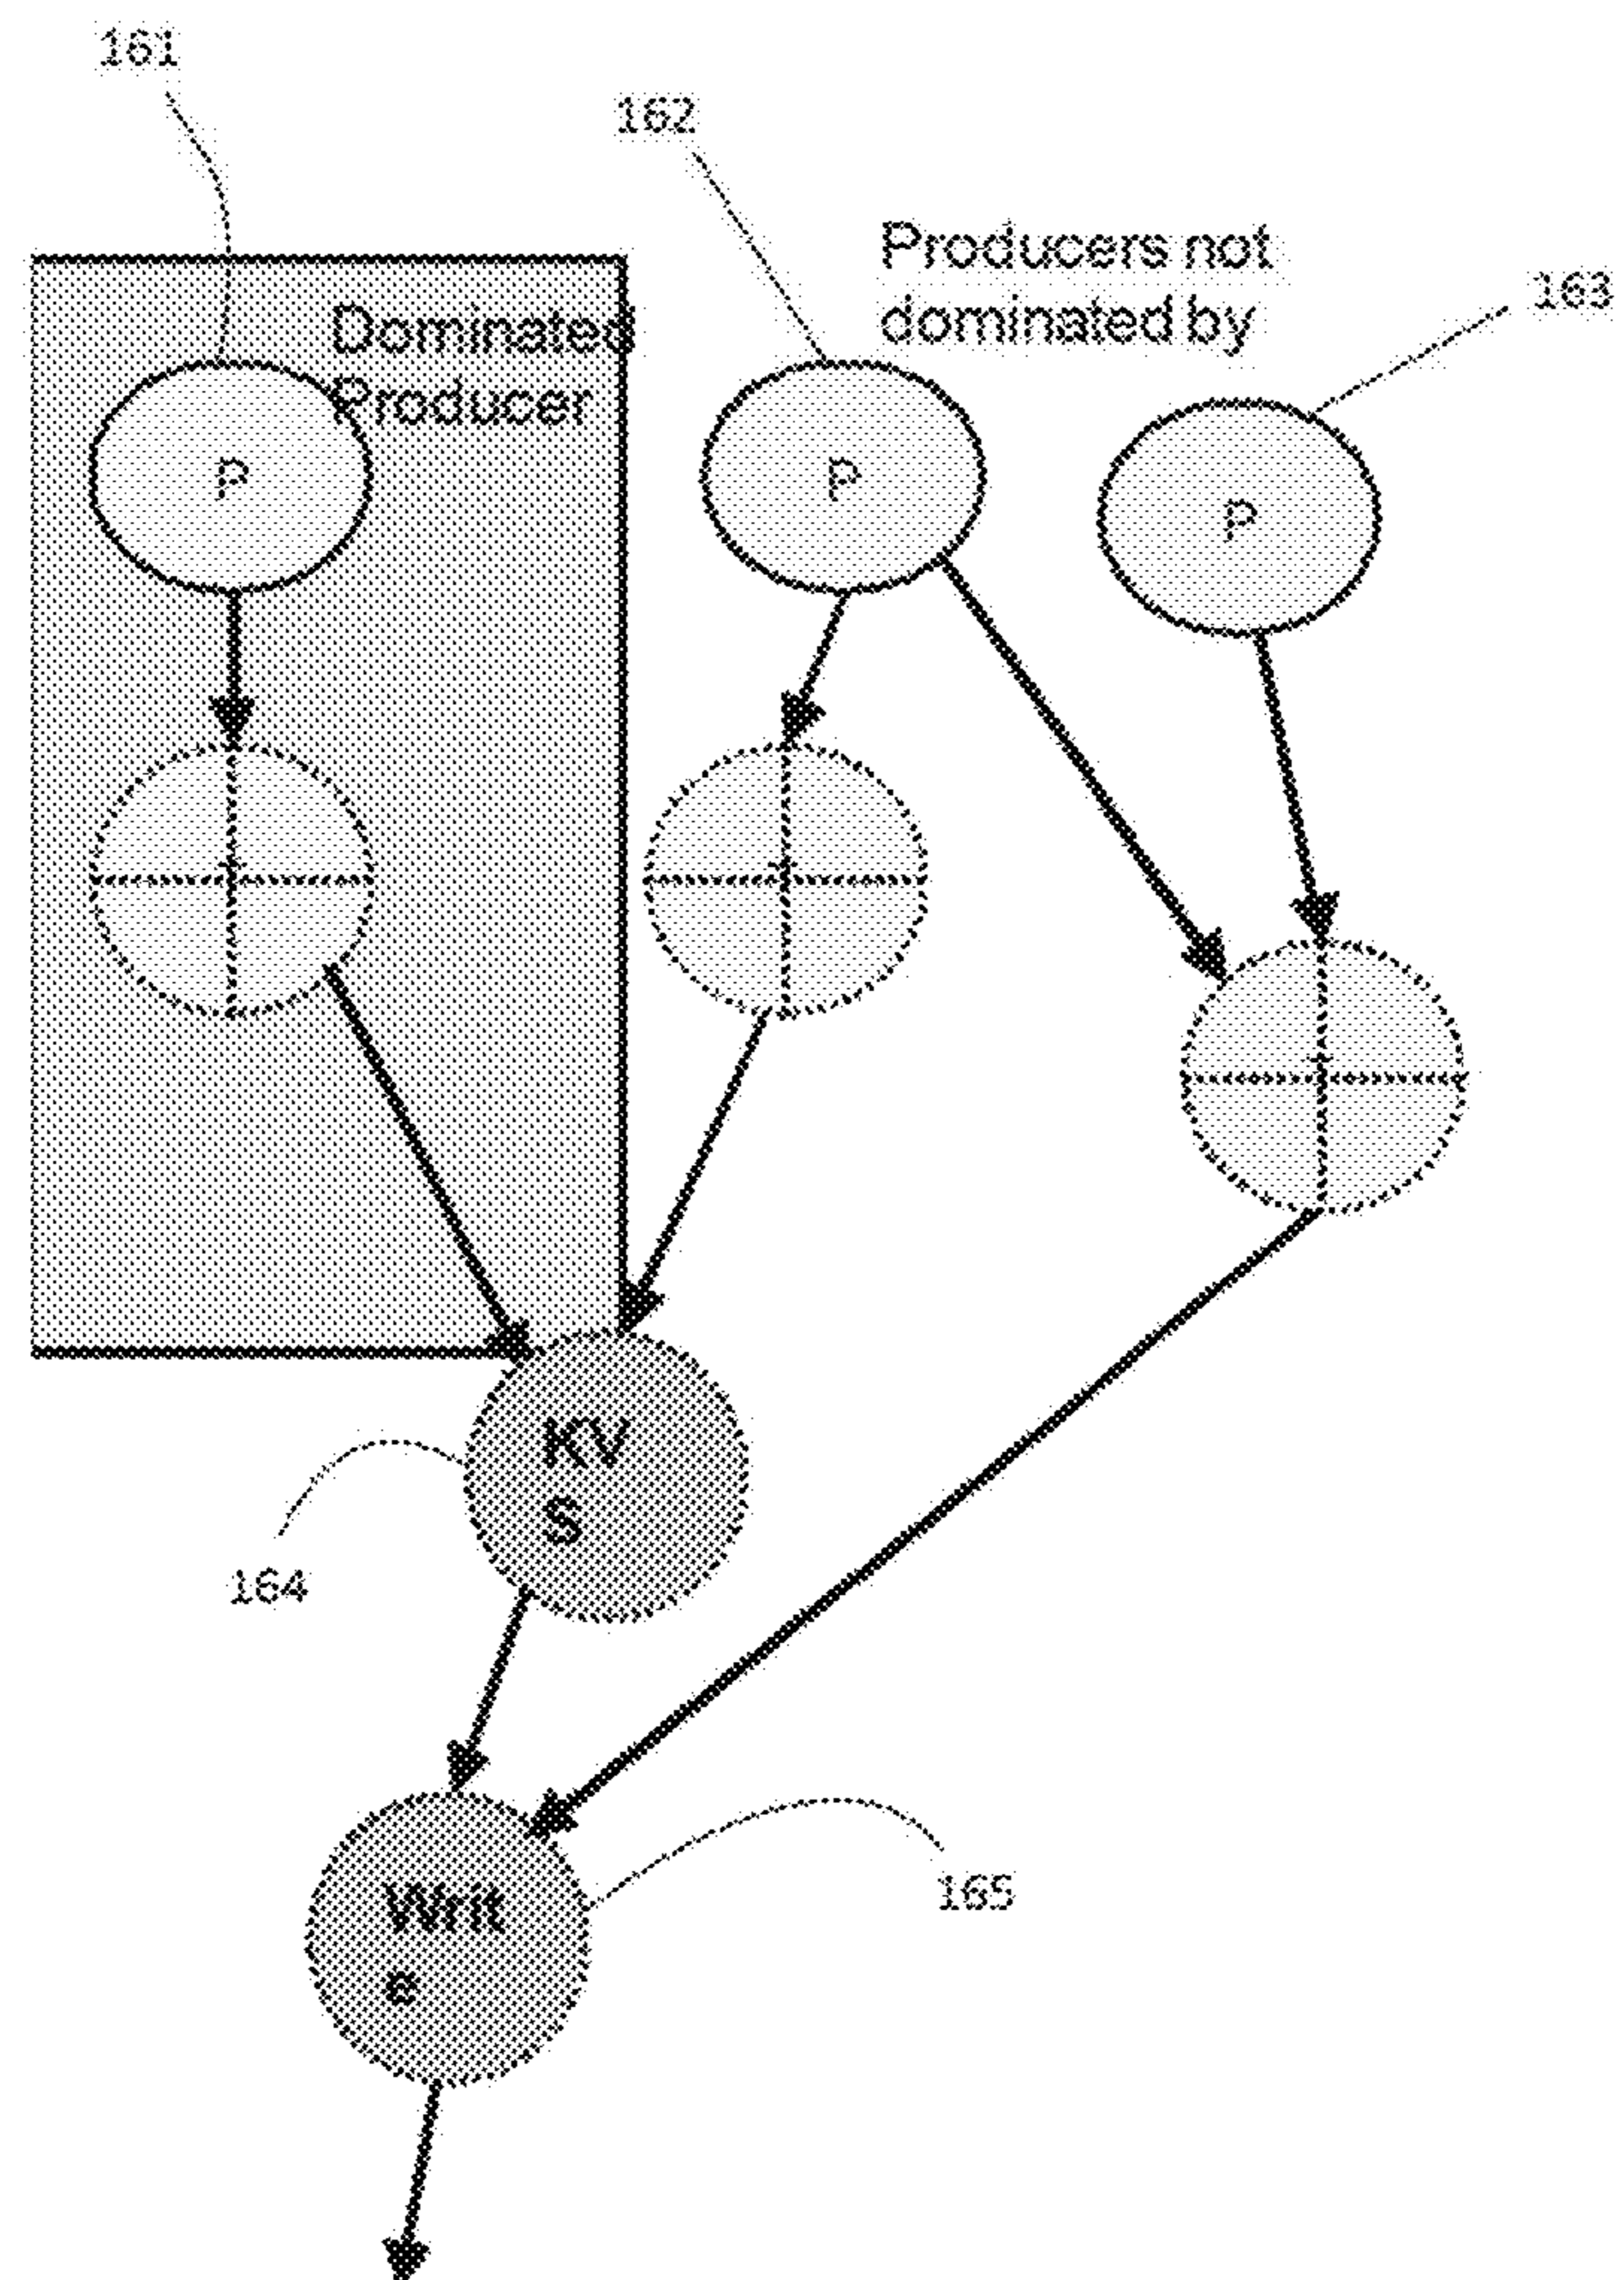 161
162
Producers not
dominated by
163
Dominated
Producer
P
P
P
KV
S
164
Writ
e
165